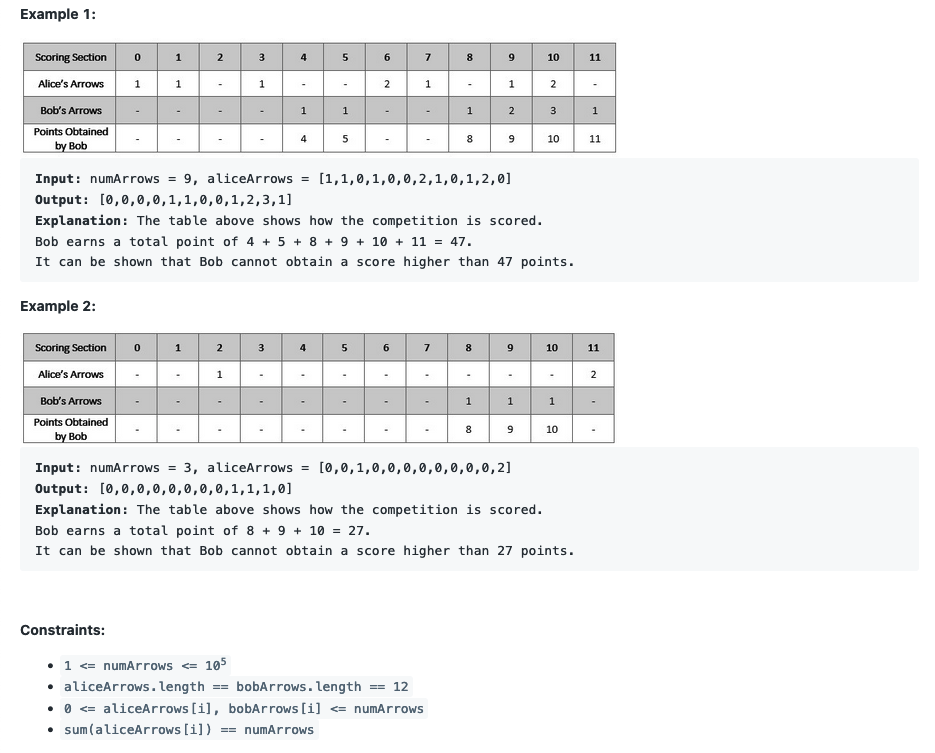 Example 1:
Scoring Section 0 1 2 3 4 5 6 7 8 9 10 11
Alice's Arrows 1 1 - 1 - - 2 1 - 1 2 -
Bob's Arrows - - - - 1 1 - - 1 2 3 1
Points Obtained
by Bob - - - - 4 5 - - 8 9 10 11
Input: numArrows = 9, aliceArrows = [1,1,0,1,0,0,2,1,0,1,2,0]
Output: [0,0,0,0,1,1,0,0,1,2,3,1]
Explanation: The table above shows how the competition is scored.
Bob earns a total point of 4 + 5 + 8 + 9 + 10 + 11 = 47.
It can be shown that Bob cannot obtain a score higher than 47 points.
Example 2:
Scoring Section 0 1 2 3 4 5 6 7 8 9 10 11
Alice's Arrows - - 1 - - - - - - - - 2
Bob's Arrows - - - - - - - - 1 1 1 -
Points Obtained
by Bob - - - - - - - - 8 9 10 -
Input: numArrows = 3, aliceArrows = [0,0,1,0,0,0,0,0,0,0,0,2]
Output: [0,0,0,0,0,0,0,0,1,1,1,0]
Explanation: The table above shows how the competition is scored.
Bob earns a total point of 8 + 9 + 10 = 27.
It can be shown that Bob cannot obtain a score higher than 27 points.
Constraints:
• 1 <= numArrows <= 10⁵
• aliceArrows.length == bobArrows.length == 12
• 0 <= aliceArrows[i], bobArrows[i] <= numArrows
• sum(aliceArrows[i]) == numArrows